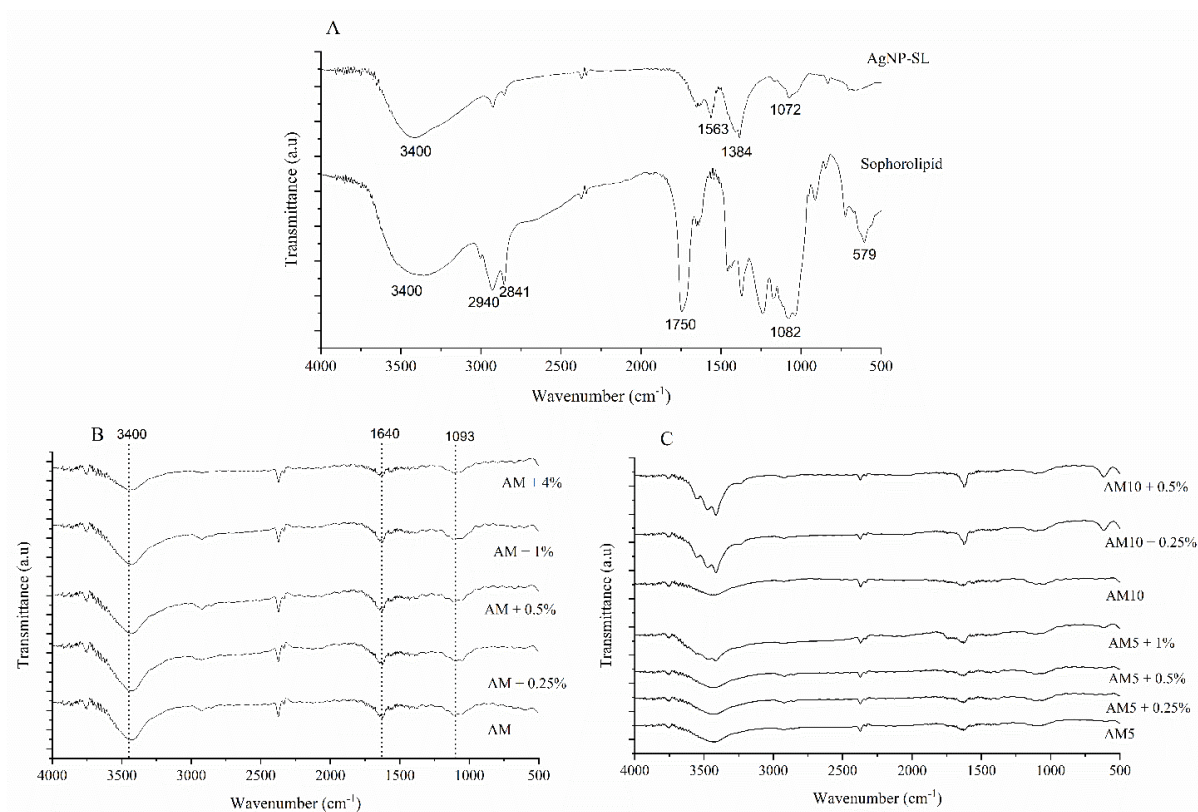 A
AgNP-SL
1072
1563
3400
1384
Sophorolipid
579
3400
2841
2940
1750
1082
Transmittance (a.u)
4000 3500 3000 2500 2000 1500 1000 500
Wavenumber (cm-1)
B
3400
1640
1093
AM + 4%
AM − 1%
AM + 0.5%
AM − 0.25%
AM
Transmittance (a.u)
4000 3500 3000 2500 2000 1500 1000 500
Wavenumber (cm-1)
C
AM10 + 0.5%
AM10 − 0.25%
AM10
AM5 + 1%
AM5 + 0.5%
AM5 + 0.25%
AM5
Transmittance (a.u)
4000 3500 3000 2500 2000 1500 1000 500
Wavenumber (cm-1)